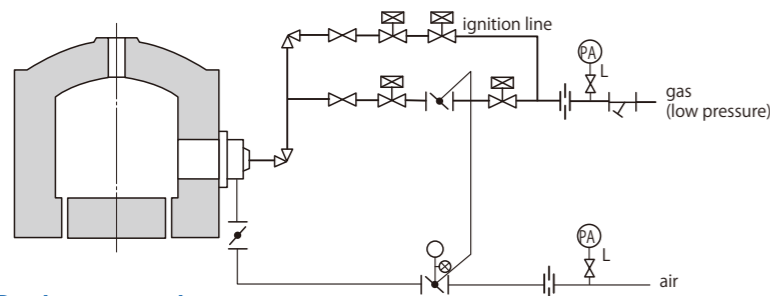 ignition line
PA
L
gas
(low pressure)
PA
L
air